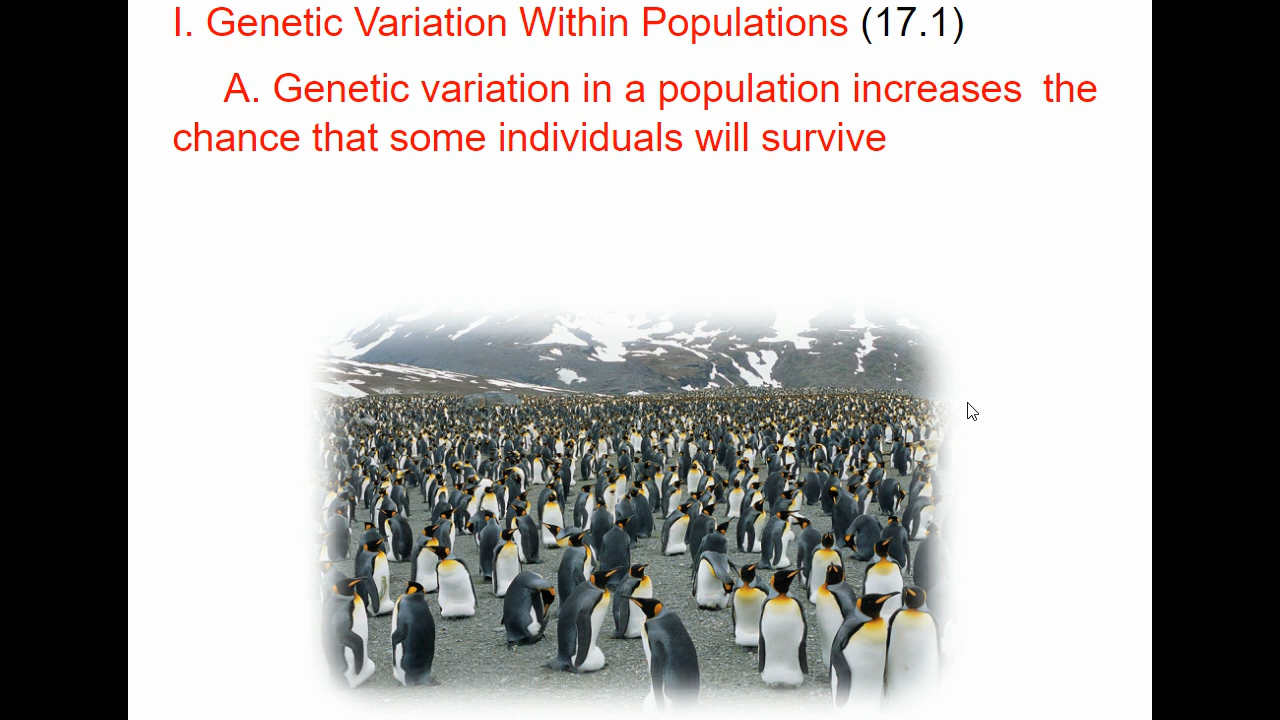 I. Genetic Variation Within Populations (17.1)
A. Genetic variation in a population increases the
chance that some individuals will survive